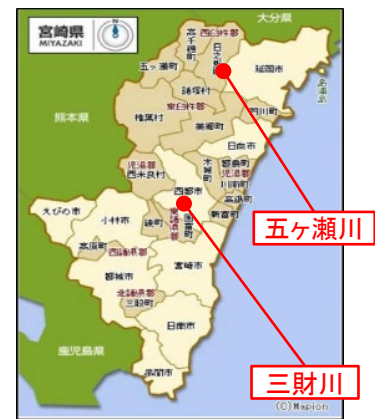 宮崎県
MIYAZAKI
大分県
西臼杵郡
高千穂町
日之影町
五ヶ瀬町
延岡市
島浦島
諸塚村
東臼杵郡
門川町
熊本県
椎葉村
美郷町
日向市
児湯郡
西米良村
木城町
都農町
児湯郡
川南町
西都市
高鍋町
えびの市
小林市
綾町
東諸県郡
国富町
新富町
五ヶ瀬川
高原町
西諸県郡
宮崎市
都城市
北諸県郡
三股町
日南市
鹿児島県
三財川
串間市
(C)Mapion